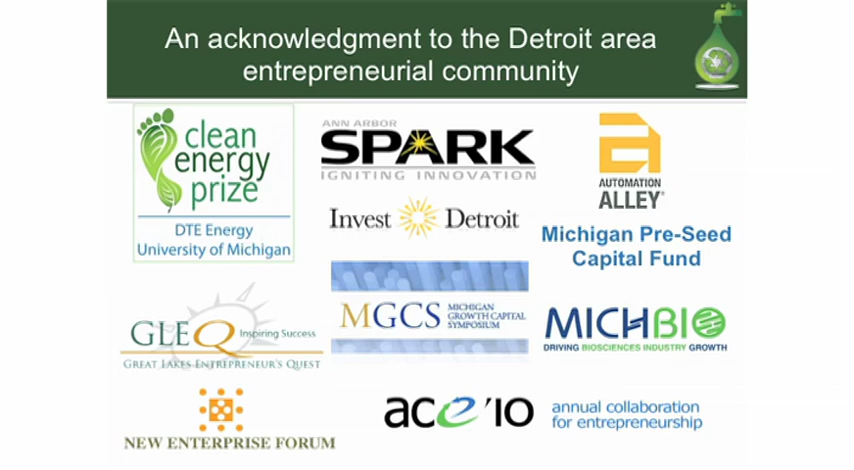 An acknowledgment to the Detroit area
entrepreneurial community
clean
energy
prize
DTE Energy
University of Michigan
ANN ARBOR
SPARK
IGNITING INNOVATION
Invest Detroit
AUTOMATION
ALLEY®
Michigan Pre-Seed
Capital Fund
GLEQ Inspiring Success
GREAT LAKES ENTREPRENEUR'S QUEST
MGCS MICHIGAN
GROWTH CAPITAL
SYMPOSIUM
MICHBIO
DRIVING BIOSCIENCES INDUSTRY GROWTH
NEW ENTERPRISE FORUM
ace'10 annual collaboration
for entrepreneurship